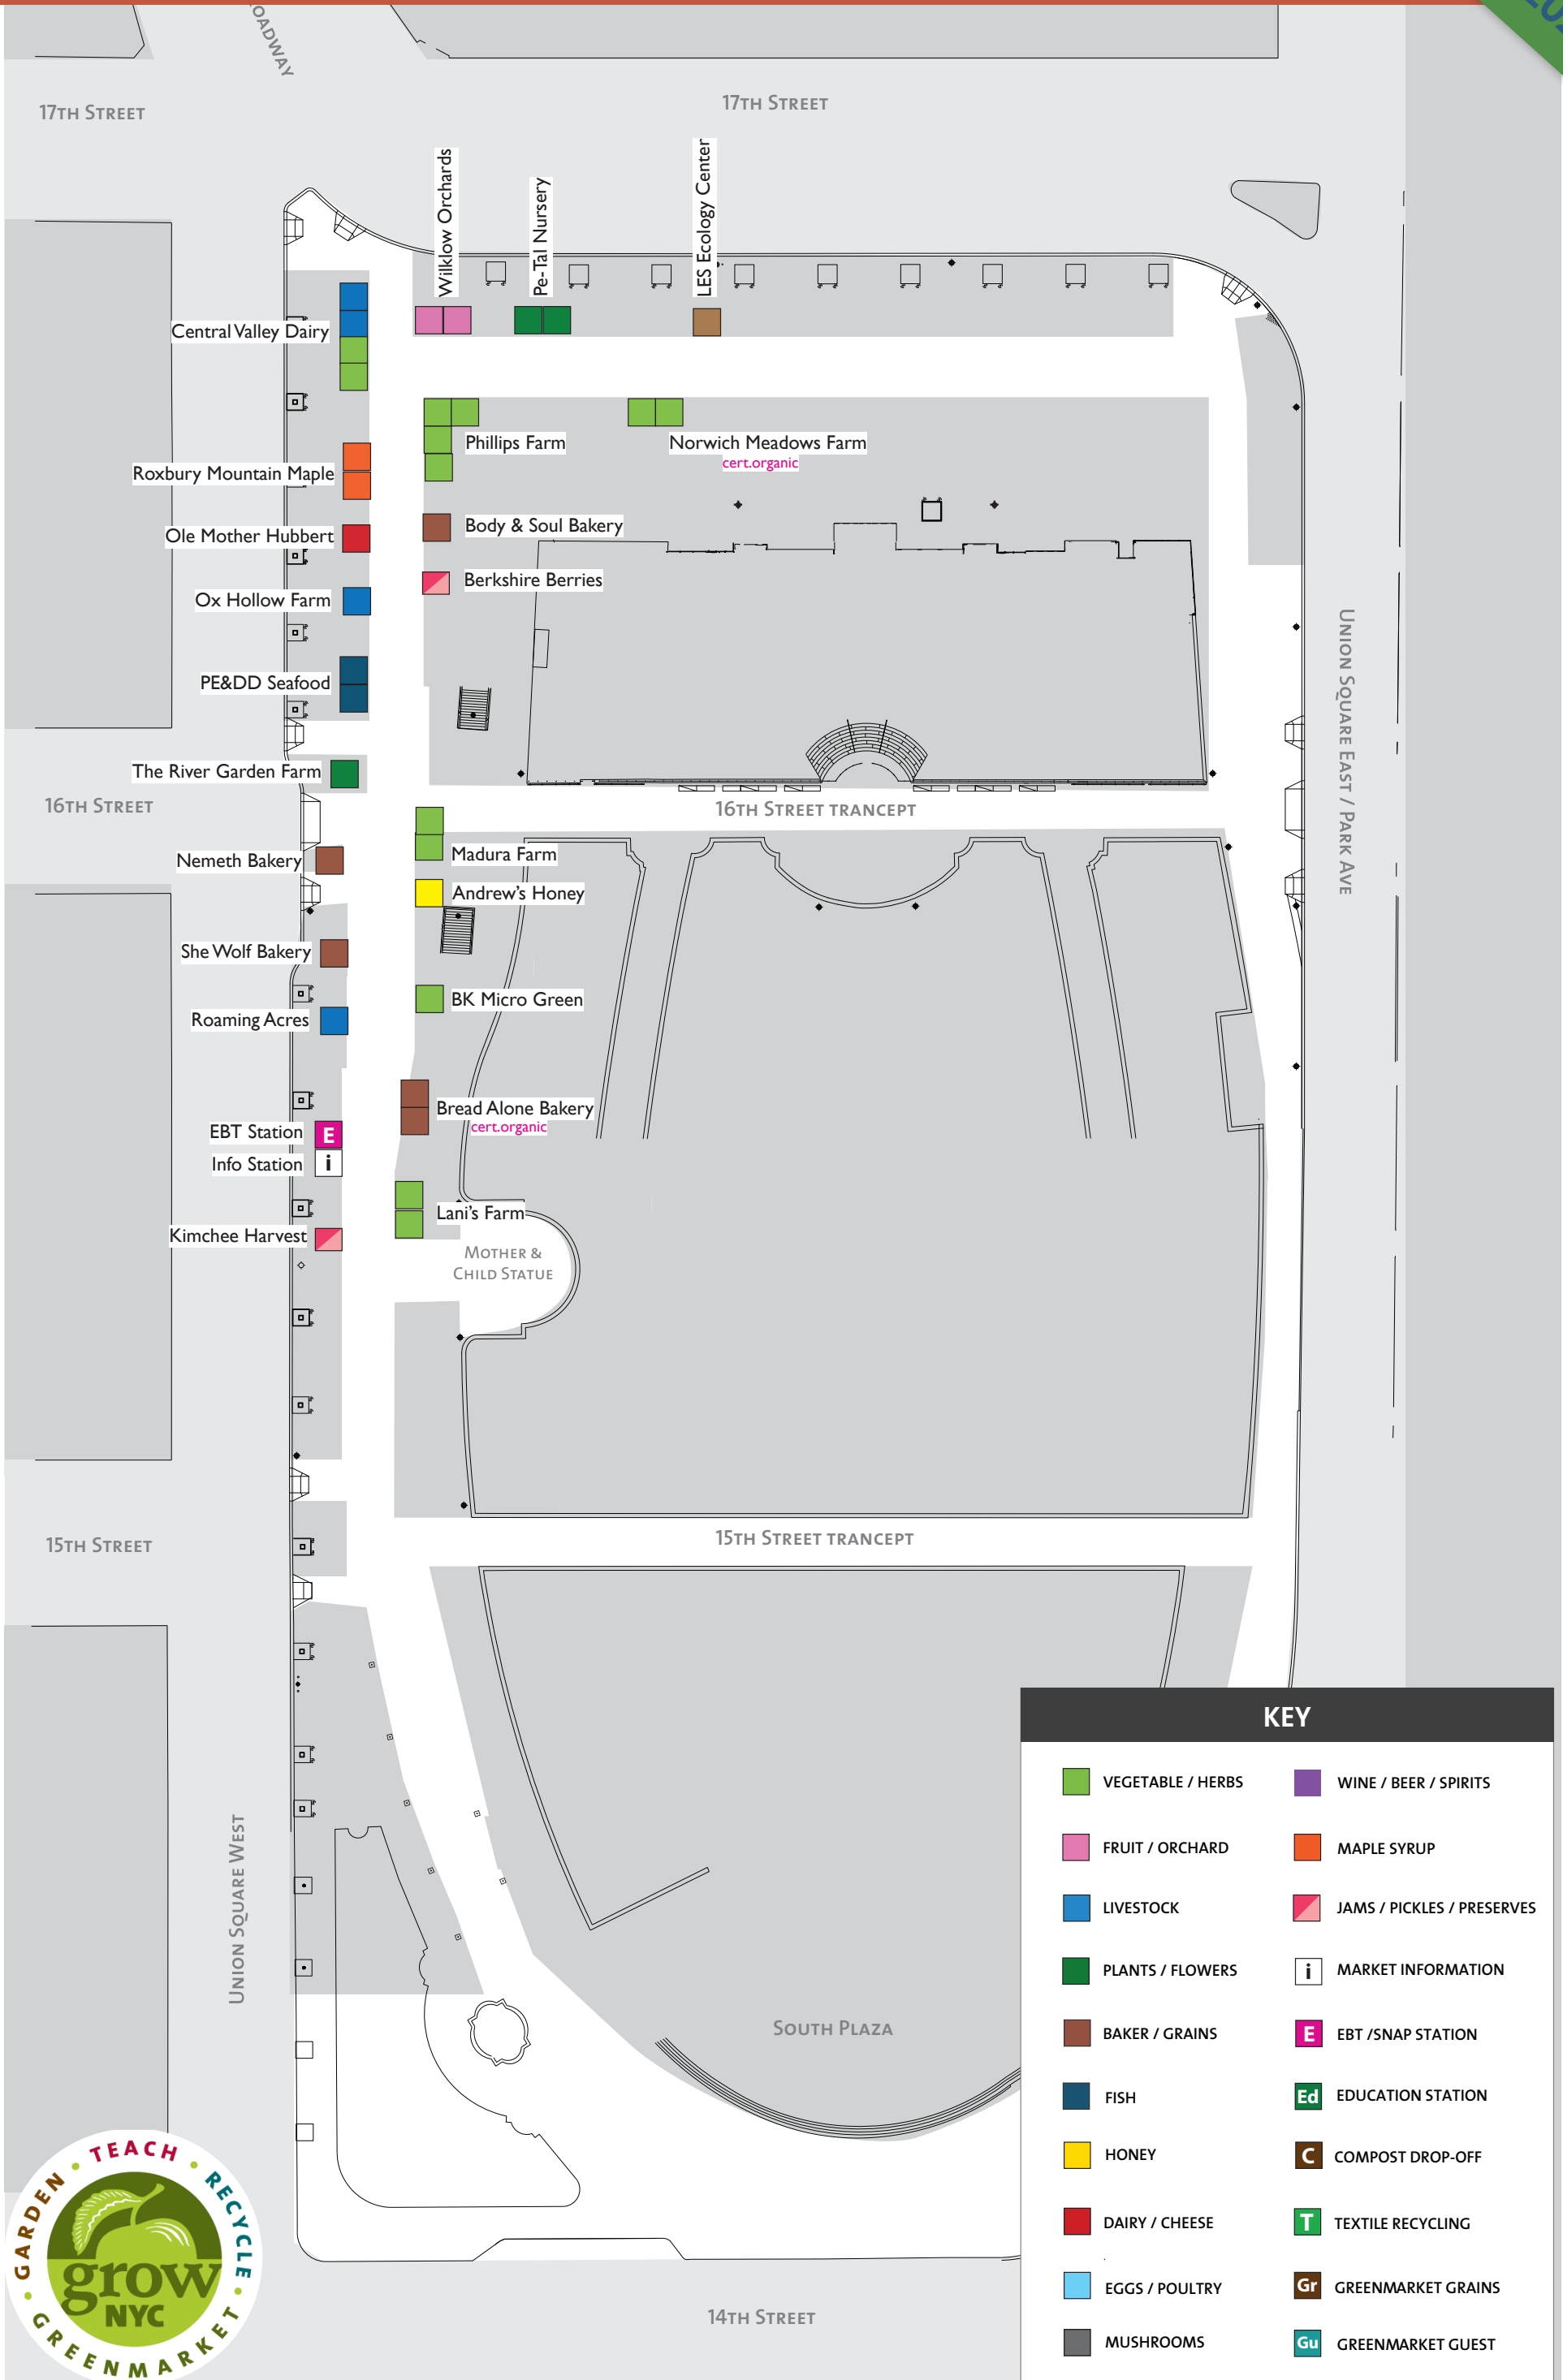 17TH STREET
17TH STREET
Wilklow Orchards
Pe-Tal Nursery
LES Ecology Center
Central Valley Dairy
Phillips Farm
Norwich Meadows Farm
cert.organic
Roxbury Mountain Maple
Body & Soul Bakery
Ole Mother Hubbert
Berkshire Berries
Ox Hollow Farm
PE&DD Seafood
The River Garden Farm
16TH STREET
16TH STREET TRANCEPT
UNION SQUARE EAST / PARK AVE
Madura Farm
Nemeth Bakery
Andrew's Honey
She Wolf Bakery
BK Micro Green
Roaming Acres
Bread Alone Bakery
cert.organic
EBT Station
E
Info Station
i
Lani's Farm
Kimchee Harvest
MOTHER &
CHILD STATUE
15TH STREET
15TH STREET TRANCEPT
UNION SQUARE WEST
SOUTH PLAZA
14TH STREET
KEY
VEGETABLE / HERBS
WINE / BEER / SPIRITS
FRUIT / ORCHARD
MAPLE SYRUP
LIVESTOCK
JAMS / PICKLES / PRESERVES
PLANTS / FLOWERS
i MARKET INFORMATION
BAKER / GRAINS
E EBT /SNAP STATION
FISH
Ed EDUCATION STATION
HONEY
C COMPOST DROP-OFF
DAIRY / CHEESE
T TEXTILE RECYCLING
EGGS / POULTRY
Gr GREENMARKET GRAINS
MUSHROOMS
Gu GREENMARKET GUEST
GARDEN • TEACH • RECYCLE • GREENMARKET •
grow
NYC